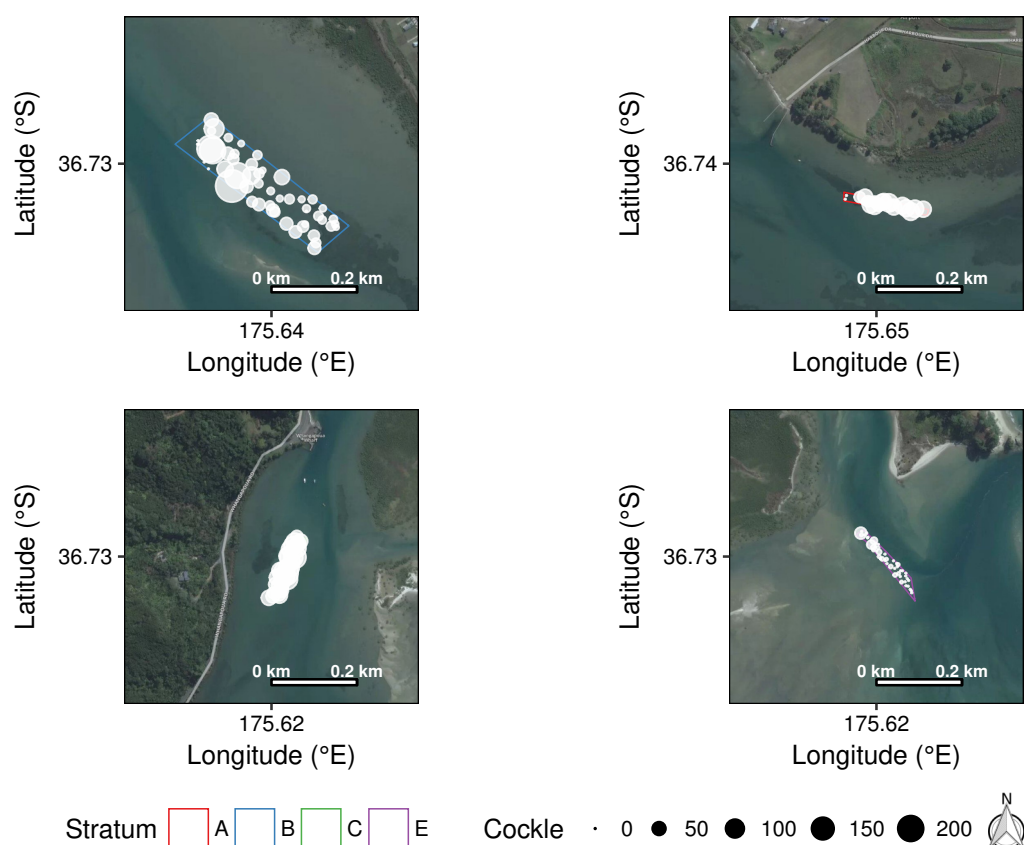 Latitude (°S)
36.73
0 km 0.2 km
175.64
Longitude (°E)
Latitude (°S)
36.74
0 km 0.2 km
175.65
Longitude (°E)
Latitude (°S)
36.73
0 km 0.2 km
175.62
Longitude (°E)
Latitude (°S)
36.73
0 km 0.2 km
175.62
Longitude (°E)
Stratum A B C E Cockle 0 50 100 150 200
N